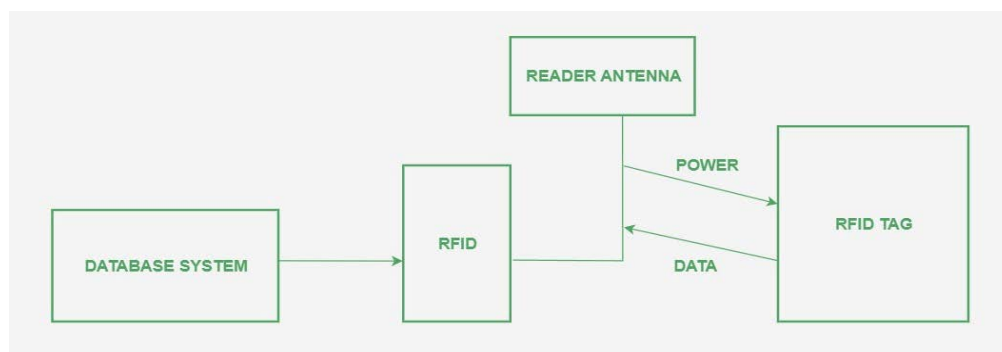 READER ANTENNA
POWER
RFID TAG
RFID
DATABASE SYSTEM
DATA